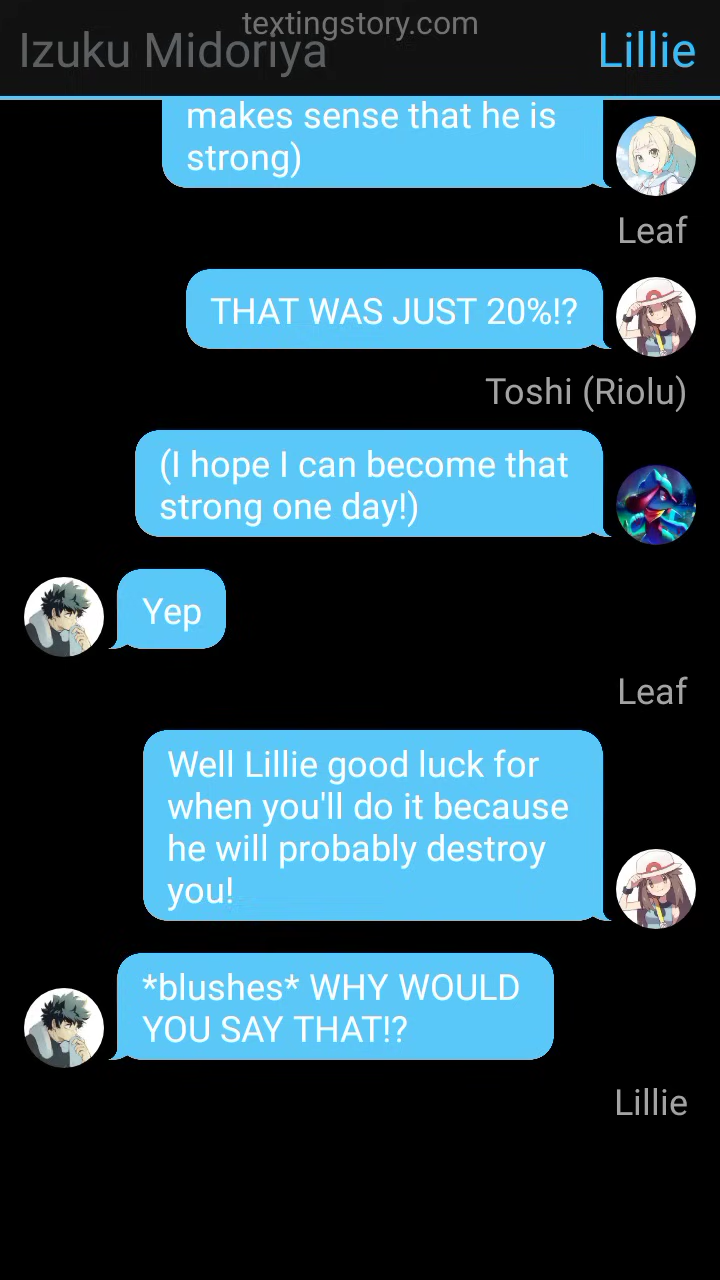 textingstory.com
Izuku Midoriya
Lillie
makes sense that he is
strong)
Leaf
THAT WAS JUST 20%!?
Toshi (Riolu)
(I hope I can become that
strong one day!)
Yep
Leaf
Well Lillie good luck for
when you'll do it because
he will probably destroy
you!
*blushes* WHY WOULD
YOU SAY THAT!?
Lillie